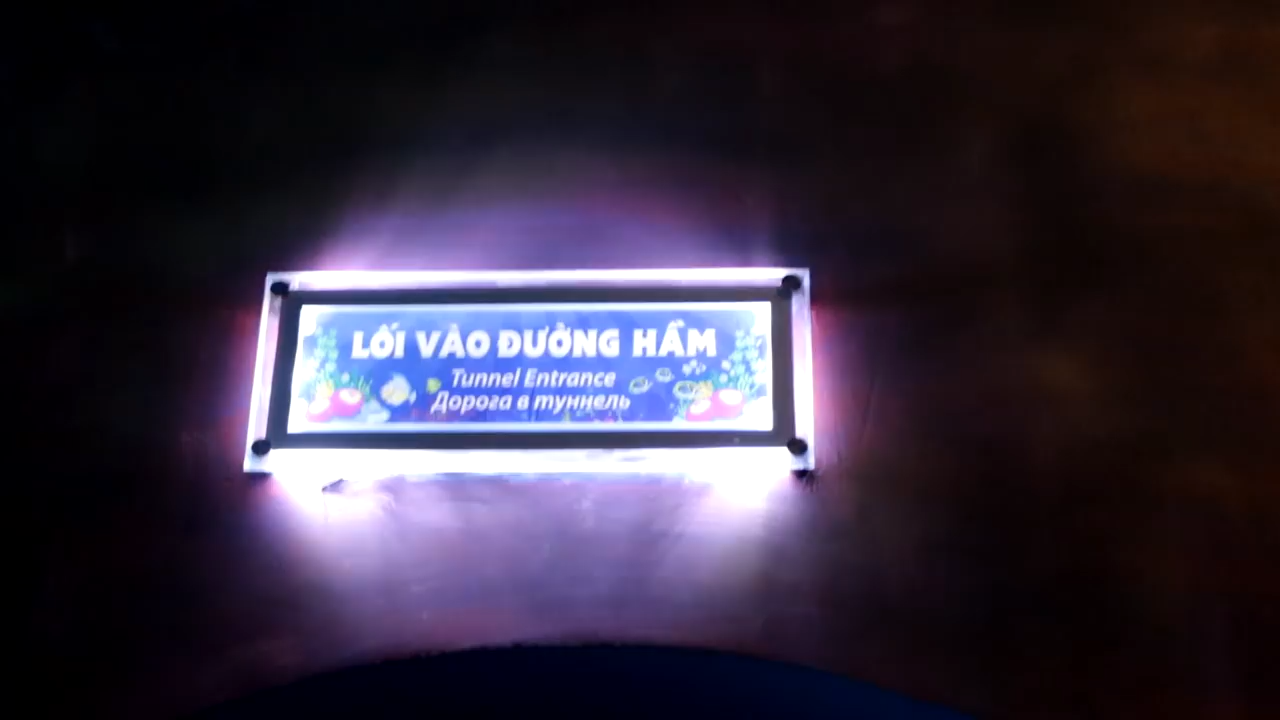 LỐI VÀO ĐƯỜNG HẦM
Tunnel Entrance
Дорога в туннель